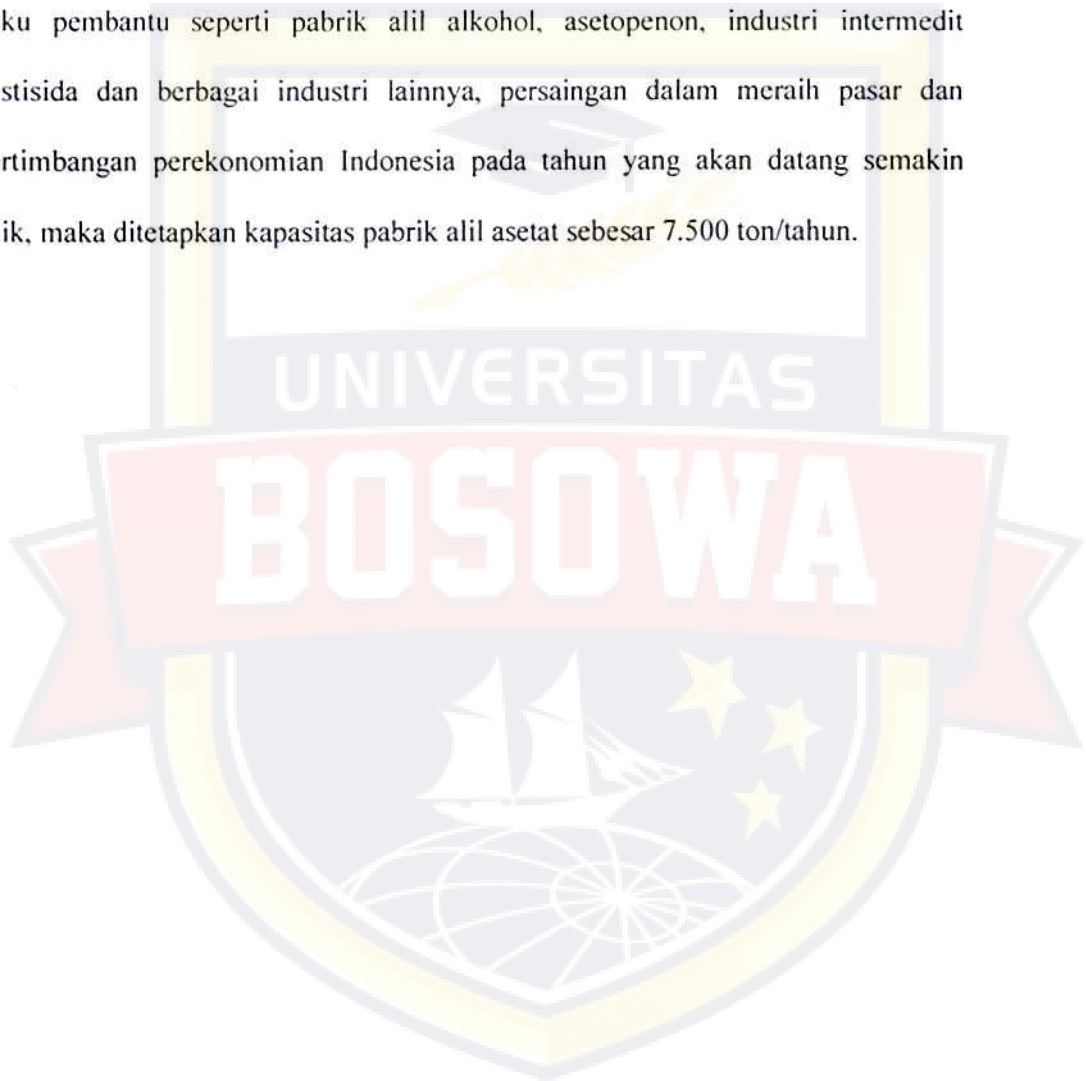 ku pembantu seperti pabrik alil alkohol, asetopenon, industri intermedit
stisida dan berbagai industri lainnya, persaingan dalam meraih pasar dan
rtimbangan perekonomian Indonesia pada tahun yang akan datang semakin
ik, maka ditetapkan kapasitas pabrik alil asetat sebesar 7.500 ton/tahun.
UNIVERSITAS
BOSOWA